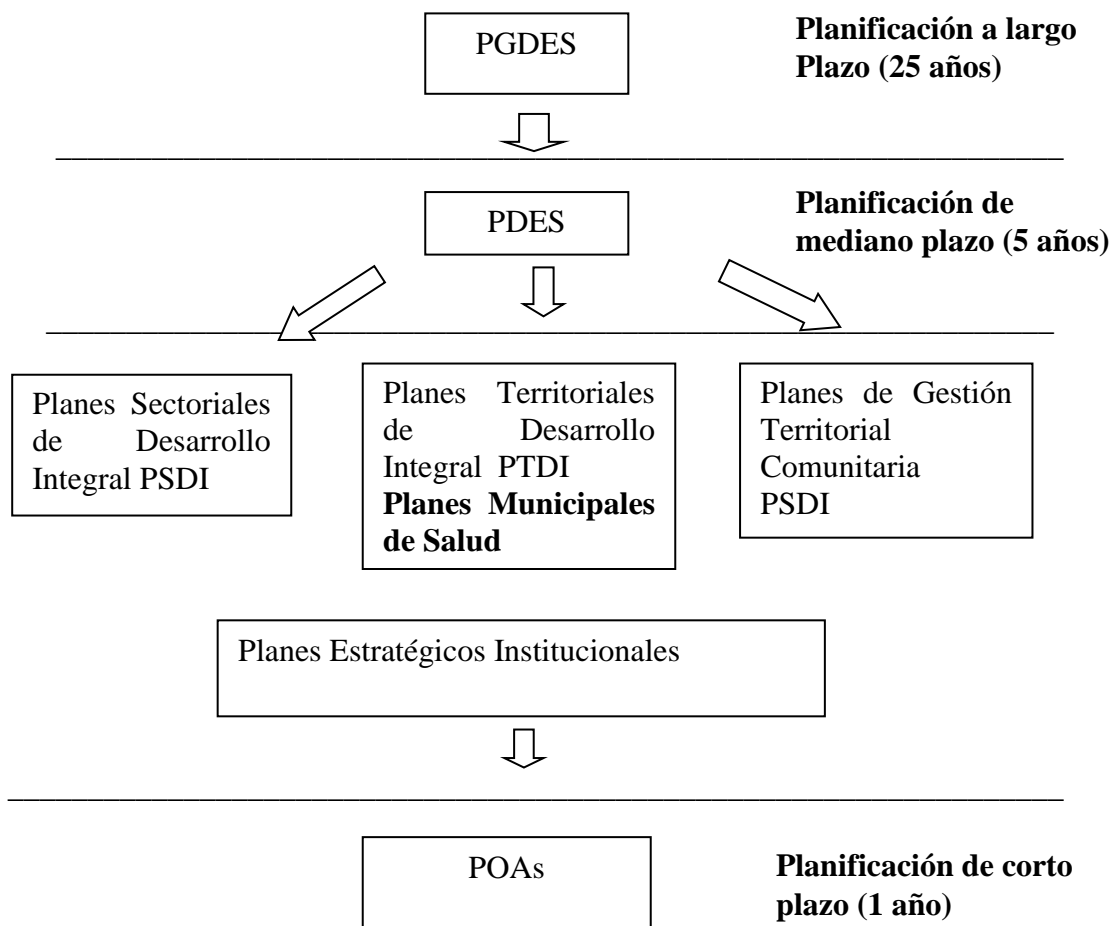 PGDES
Planificación a largo
Plazo (25 años)
PDES
Planificación de
mediano plazo (5 años)
Planes Sectoriales
de Desarrollo
Integral PSDI
Planes Territoriales
de Desarrollo
Integral PTDI
Planes Municipales
de Salud
Planes de Gestión
Territorial
Comunitaria
PSDI
Planes Estratégicos Institucionales
POAs
Planificación de corto
plazo (1 año)